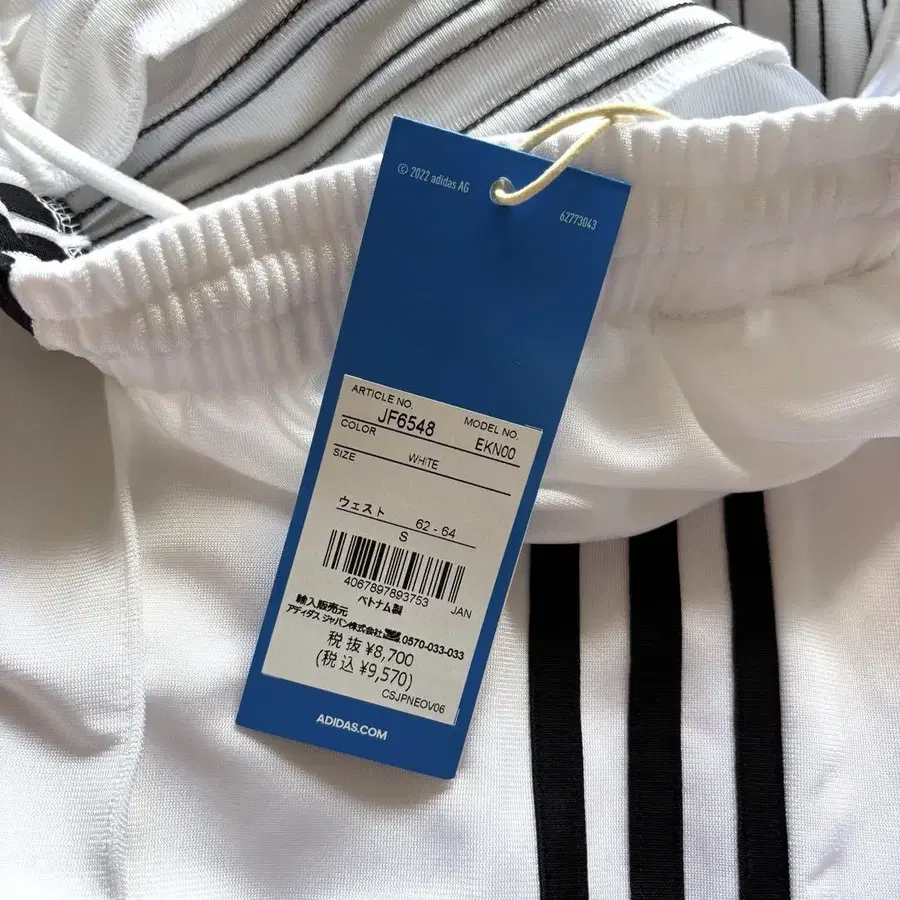 © 2022 adidas AG
62773043
ARTICLE NO.
JF6548
MODEL NO.
EKN00
COLOR
WHITE
SIZE
ウェスト 62 - 64
S
4067897893753 JAN
ベトナム製
輸入販売元
アディダス ジャパン株式会社 0570-033-033
税抜 ¥8,700
(税込 ¥9,570)
CSJPNEOV06
ADIDAS.COM